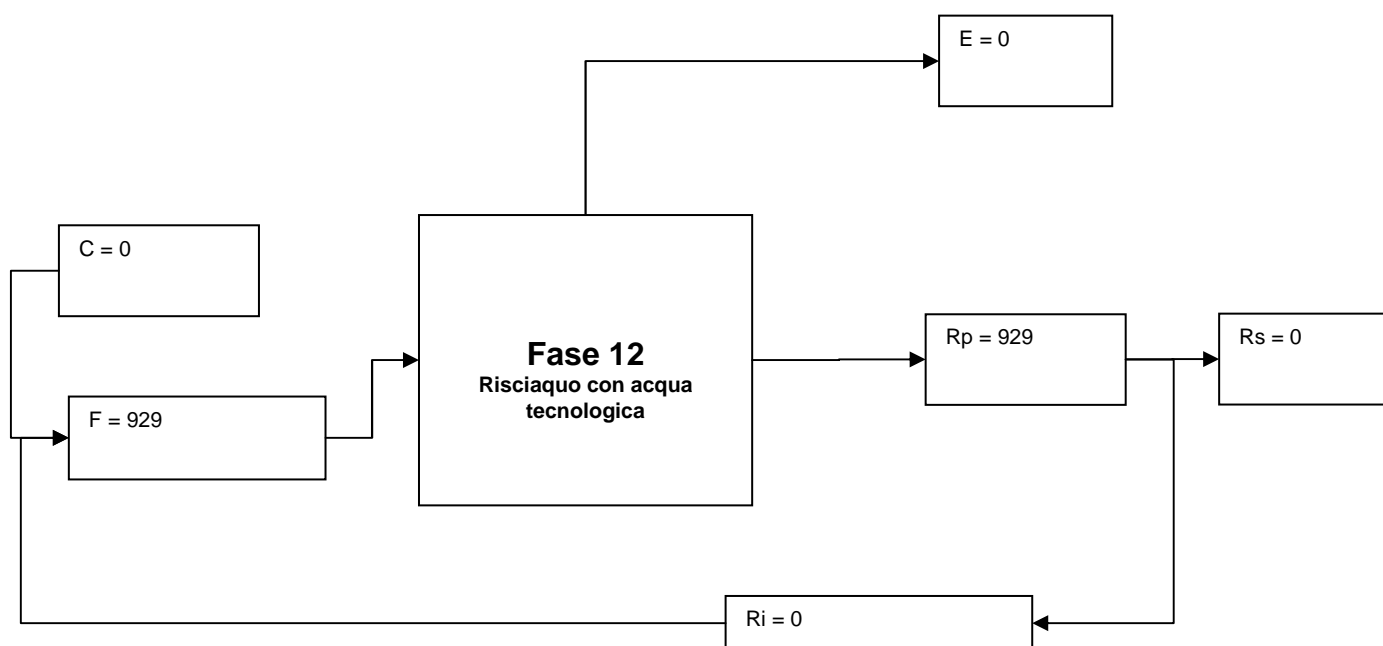 E = 0
C = 0
Fase 12
Risciaquo con acqua
tecnologica
Rp = 929
Rs = 0
F = 929
Ri = 0